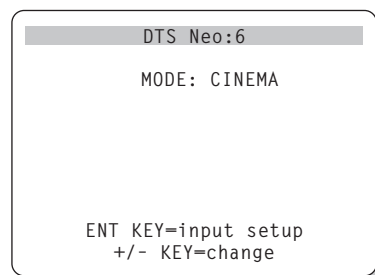 DTS Neo:6
MODE: CINEMA
ENT KEY=input setup
+/- KEY=change